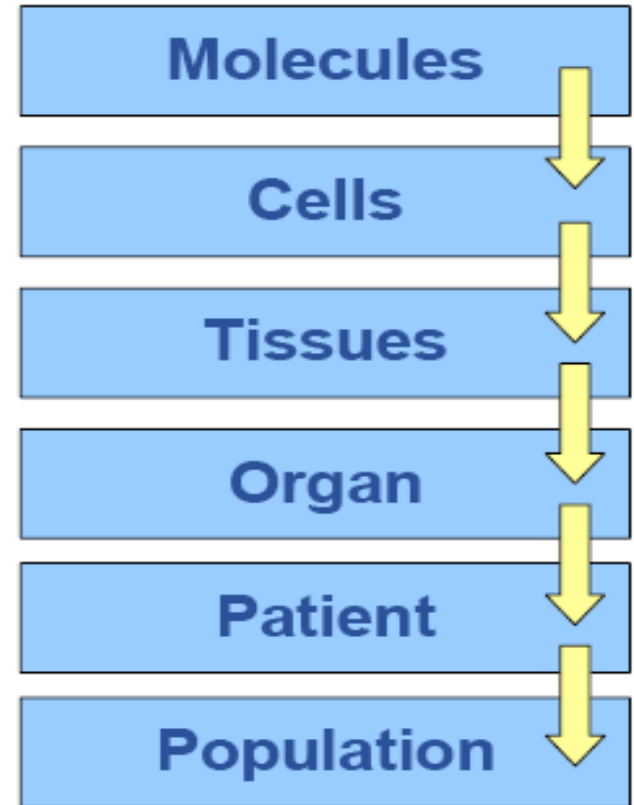 Molecules
Cells
Tissues
Organ
Patient
Population